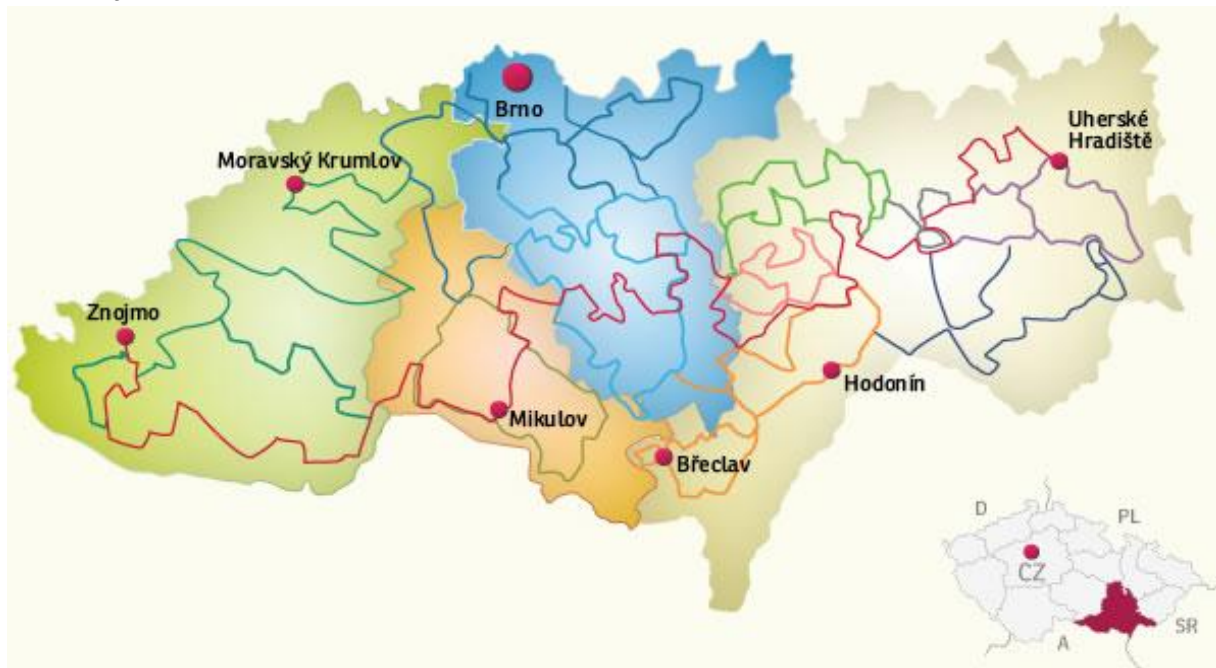 Brno
Uherské
Hradiště
Moravský Krumlov
Znojmo
Hodonín
Mikulov
Břeclav
D
PL
CZ
A
SR